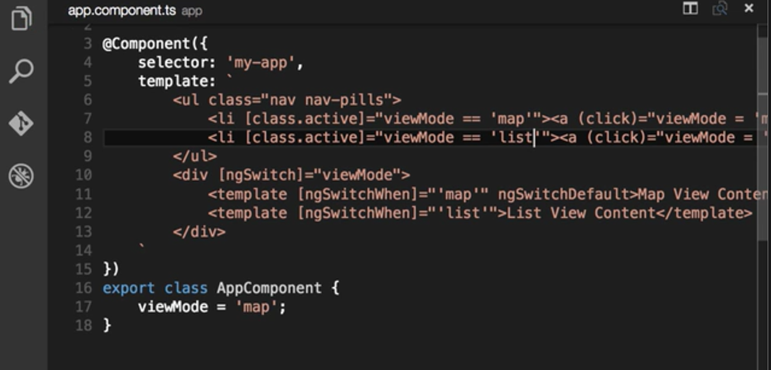 app.component.ts app
2
3 @Component({
4 selector: 'my-app',
5 template: `
6 <ul class="nav nav-pills">
7 <li [class.active]="viewMode == 'map'"><a (click)="viewMode = 'm
8 <li [class.active]="viewMode == 'list'"><a (click)="viewMode = '
9 </ul>
10 <div [ngSwitch]="viewMode">
11 <template [ngSwitchWhen]="'map'" ngSwitchDefault>Map View Conten
12 <template [ngSwitchWhen]="'list'">List View Content</template>
13 </div>
14 `
15 })
16 export class AppComponent {
17 viewMode = 'map';
18 }